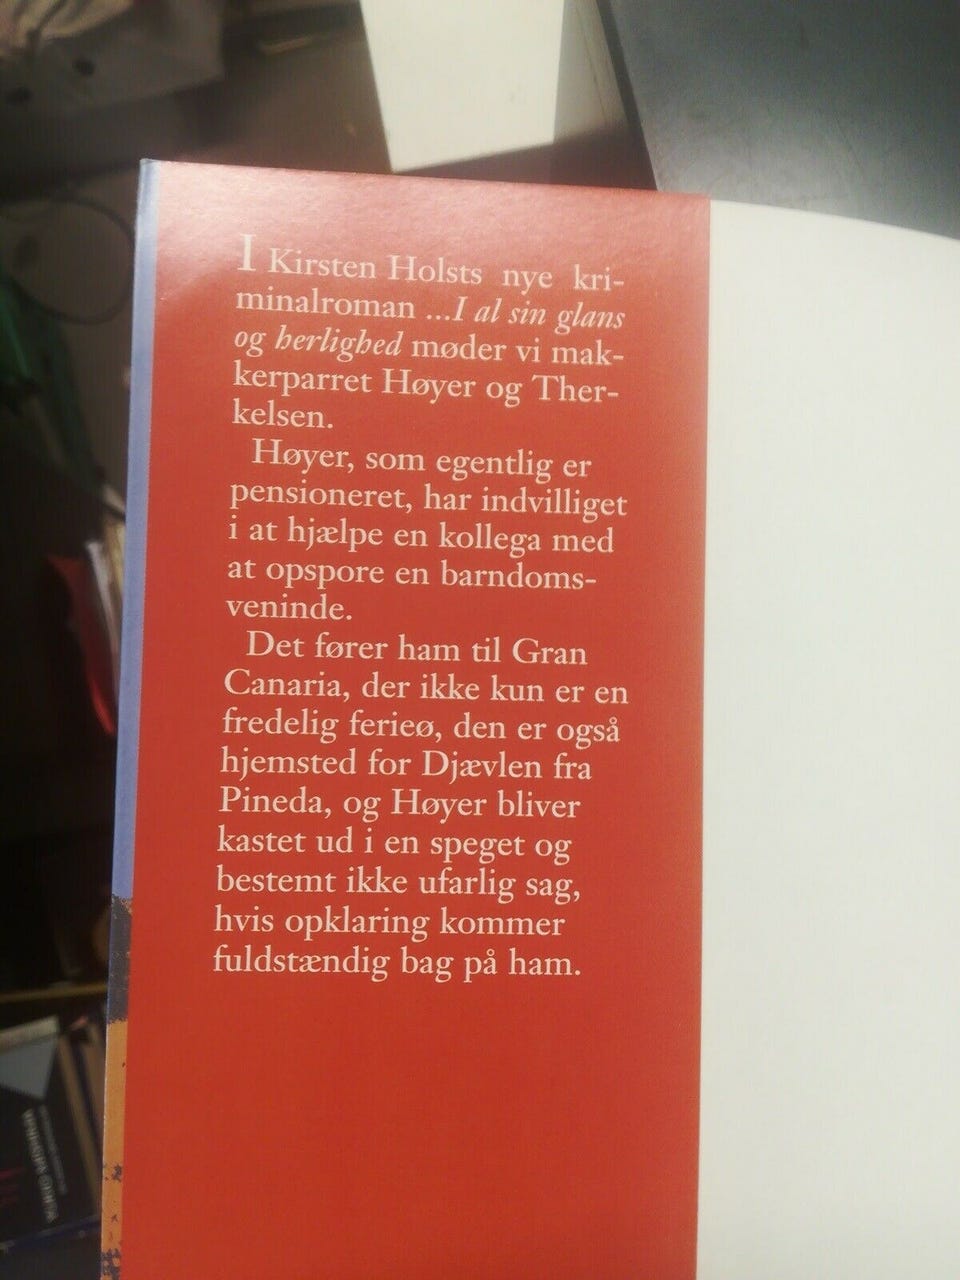 I Kirsten Holsts nye kri-
minalroman ...I al sin glans
og herlighed møder vi mak-
kerparret Høyer og Ther-
kelsen.
Høyer, som egentlig er
pensioneret, har indvilliget
i at hjælpe en kollega med
at opspore en barndoms-
veninde.
Det fører ham til Gran
Canaria, der ikke kun er en
fredelig ferieø, den er også
hjemsted for Djævlen fra
Pineda, og Høyer bliver
kastet ud i en speget og
bestemt ikke ufarlig sag,
hvis opklaring kommer
fuldstændig bag på ham.